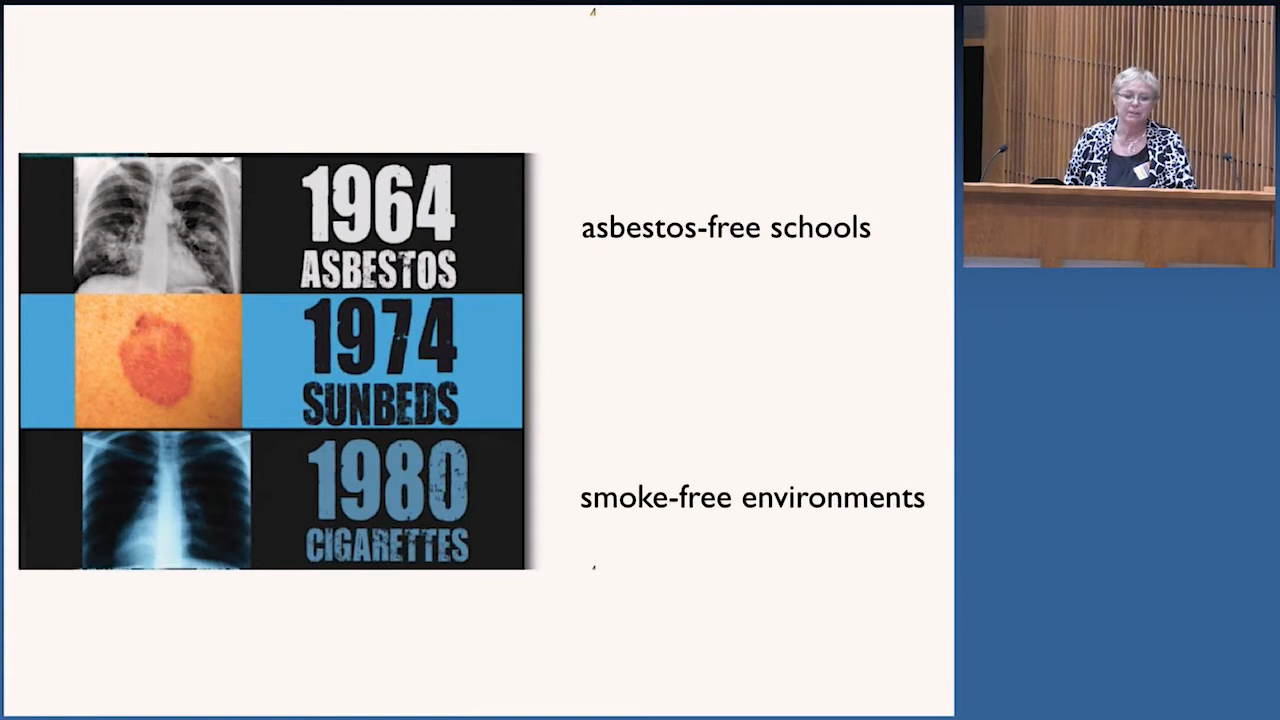 1964
ASBESTOS
asbestos-free schools
1974
SUNBEDS
1980
CIGARETTES
smoke-free environments